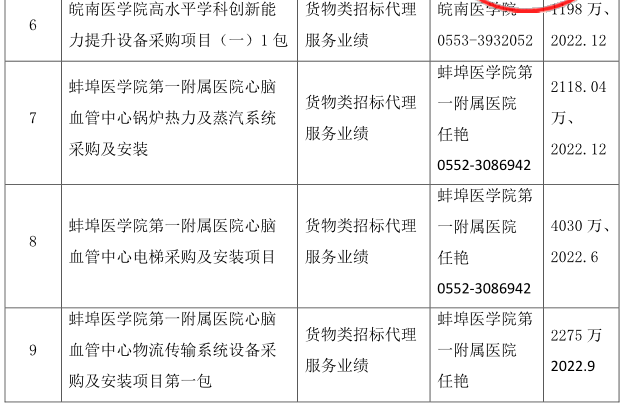 6
皖南医学院高水平学科创新能
力提升设备采购项目（一）1 包
货物类招标代理
服务业绩
皖南医学院
0553-3932052
1198 万、
2022.12
7
蚌埠医学院第一附属医院心脑
血管中心锅炉热力及蒸汽系统
采购及安装
货物类招标代理
服务业绩
蚌埠医学院第
一附属医院
任艳
0552-3086942
2118.04
万、
2022.12
8
蚌埠医学院第一附属医院心脑
血管中心电梯采购及安装项目
货物类招标代理
服务业绩
蚌埠医学院第
一附属医院
任艳
0552-3086942
4030 万、
2022.6
9
蚌埠医学院第一附属医院心脑
血管中心物流传输系统设备采
购及安装项目第一包
货物类招标代理
服务业绩
蚌埠医学院第
一附属医院
任艳
2275 万
2022.9